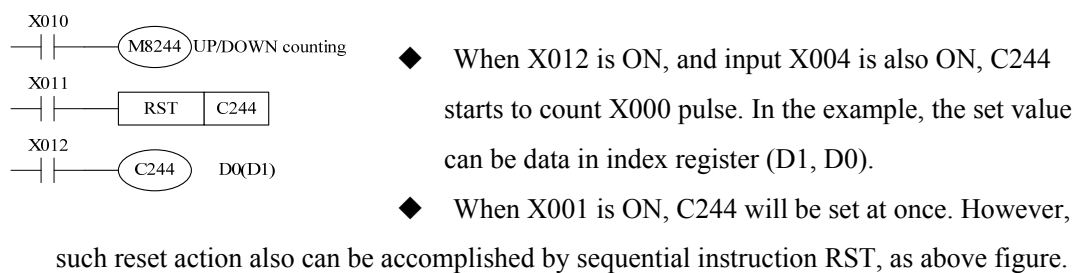 X010
M8244 UP/DOWN counting
X011
RST C244
X012
C244 D0(D1)
◆ When X012 is ON, and input X004 is also ON, C244
starts to count X000 pulse. In the example, the set value
can be data in index register (D1, D0).
◆ When X001 is ON, C244 will be set at once. However,
such reset action also can be accomplished by sequential instruction RST, as above figure.